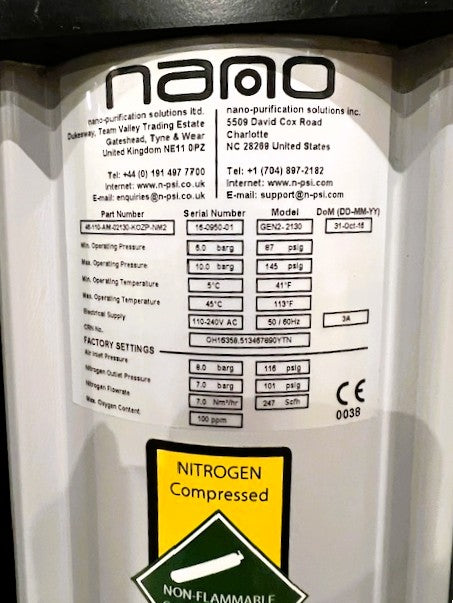 nano
nano-purification solutions ltd.
Dukesway, Team Valley Trading Estate
Gateshead, Tyne & Wear
United Kingdom NE11 0PZ
Tel: +44 (0) 191 497 7700
Internet: www.n-psi.co.uk
E-mail: enquiries@n-psi.co.uk
nano-purification solutions inc.
5509 David Cox Road
Charlotte
NC 28269 United States
Tel: +1 (704) 897-2182
Internet: www.n-psi.com
E-mail: support@n-psi.com
Part Number Serial Number Model DoM (DD-MM-YY)
16-0950-01 GEN2- 2130
Min. Operating Pressure 6.0 barg 87 psig
Max. Operating Pressure 10.0 barg 145 psig
Min. Operating Temperature 5°C 41°F
Max. Operating Temperature 45°C 113°F
Electrical Supply 110-240V AC 50 / 60Hz 3A
CRN No.
FACTORY SETTINGS
Air Inlet Pressure 8.0 barg 116 psig
Nitrogen Outlet Pressure 7.0 barg 101 psig
Nitrogen Flowrate 7.0 Nm³/hr 247 Scfh
Max. Oxygen Content 100 ppm
CE
0038
NITROGEN
Compressed
NON-FLAMMABLE